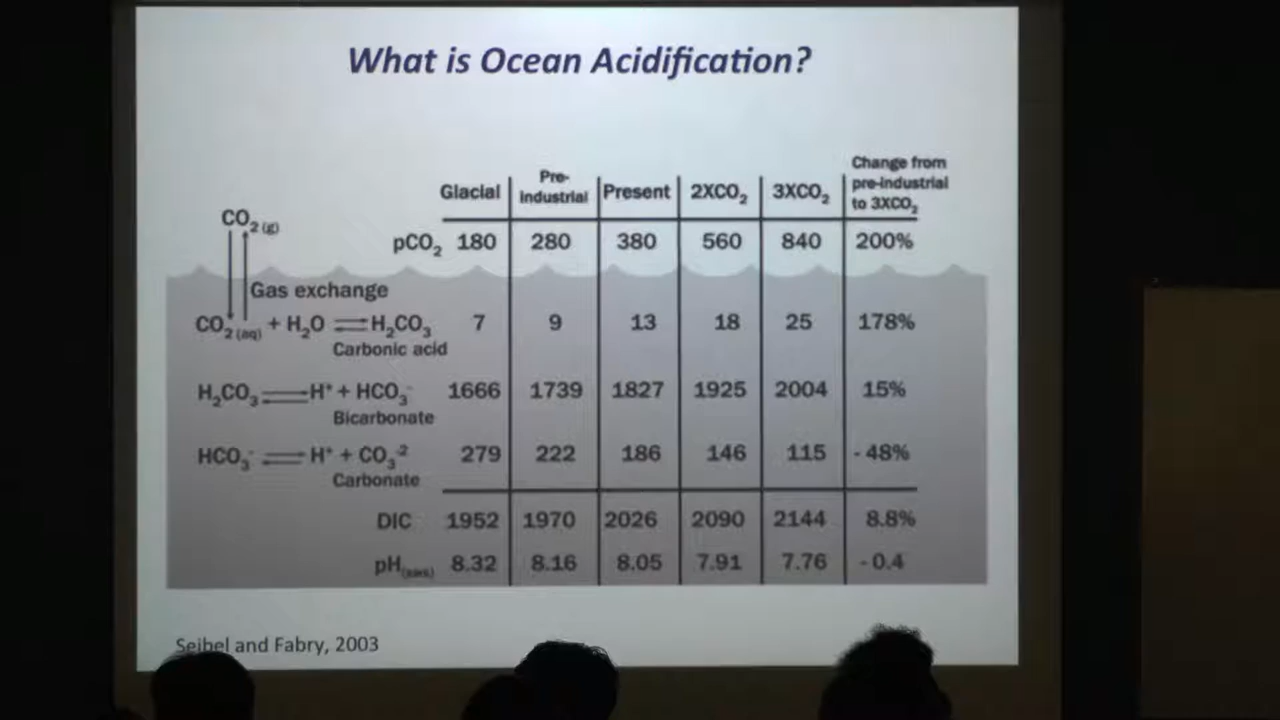 What is Ocean Acidification?
Glacial Pre-industrial Present 2XCO₂ 3XCO₂ Change from pre-industrial to 3XCO₂
CO₂ (g)
pCO₂ 180 280 380 560 840 200%
Gas exchange
CO₂ (aq) + H₂O ⇌ H₂CO₃ 7 9 13 18 25 178%
Carbonic acid
H₂CO₃ ⇌ H⁺ + HCO₃⁻ 1666 1739 1827 1925 2004 15%
Bicarbonate
HCO₃⁻ ⇌ H⁺ + CO₃⁻² 279 222 186 146 115 - 48%
Carbonate
DIC 1952 1970 2026 2090 2144 8.8%
pH(sws) 8.32 8.16 8.05 7.91 7.76 - 0.4
Seibel and Fabry, 2003